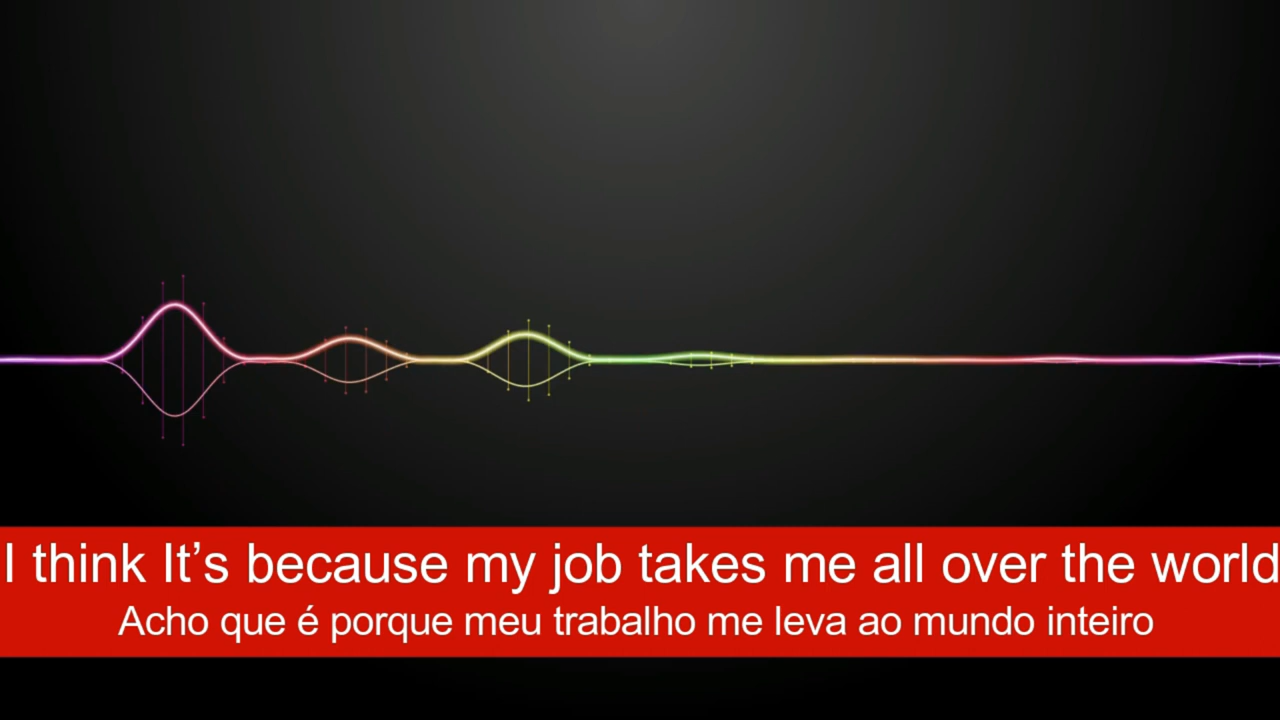 I think It’s because my job takes me all over the world
Acho que é porque meu trabalho me leva ao mundo inteiro